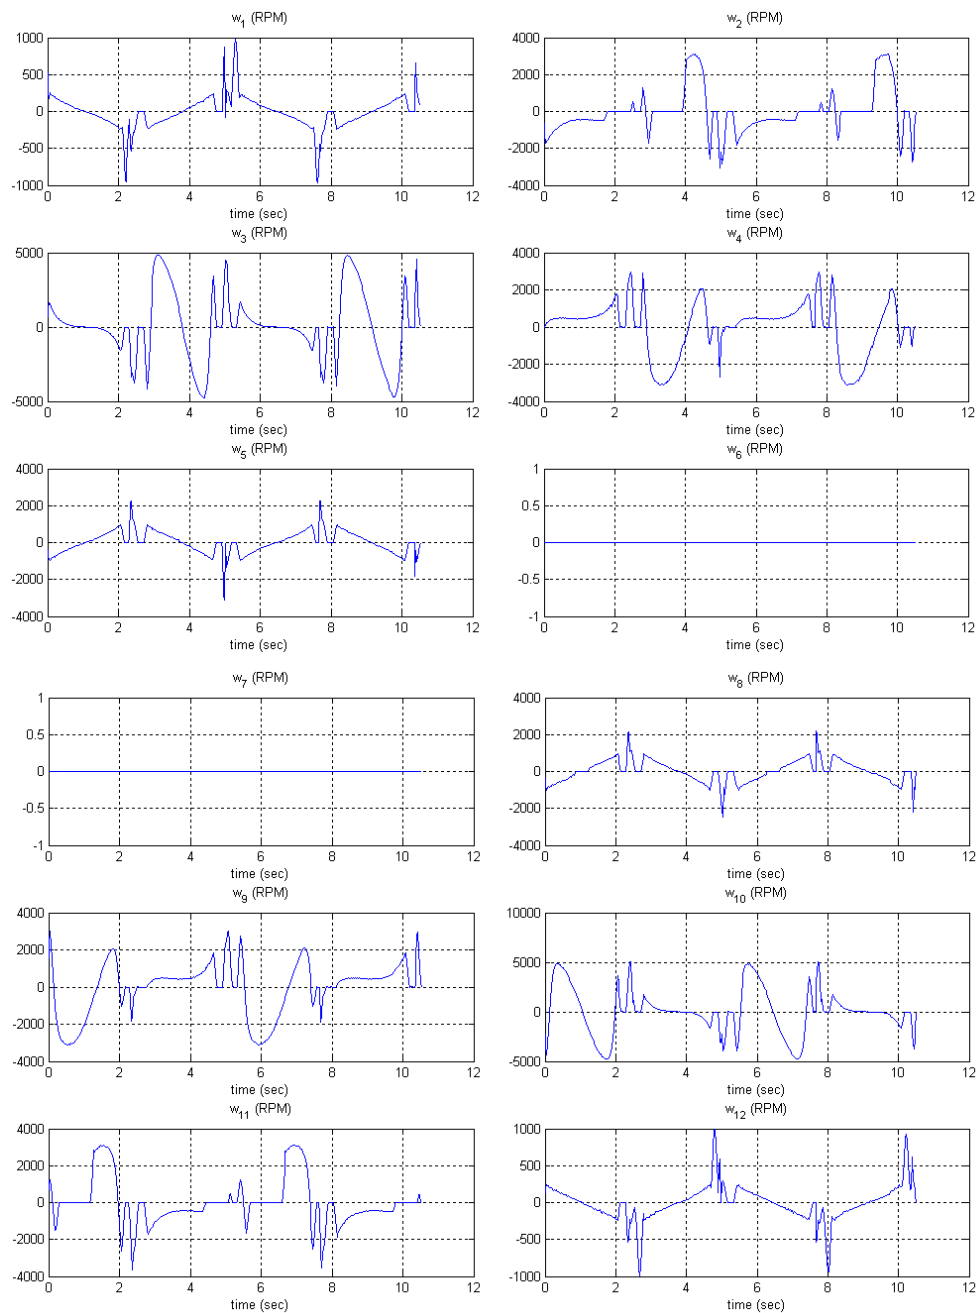 w1 (RPM)
1000
500
0
-500
-1000
0 2 4 6 8 10 12
time (sec)
w2 (RPM)
4000
2000
0
-2000
-4000
0 2 4 6 8 10 12
time (sec)
w3 (RPM)
5000
0
-5000
0 2 4 6 8 10 12
time (sec)
w4 (RPM)
4000
2000
0
-2000
-4000
0 2 4 6 8 10 12
time (sec)
w5 (RPM)
4000
2000
0
-2000
-4000
0 2 4 6 8 10 12
time (sec)
w6 (RPM)
1
0.5
0
-0.5
-1
0 2 4 6 8 10 12
time (sec)
w7 (RPM)
1
0.5
0
-0.5
-1
0 2 4 6 8 10 12
time (sec)
w8 (RPM)
4000
2000
0
-2000
-4000
0 2 4 6 8 10 12
time (sec)
w9 (RPM)
4000
2000
0
-2000
-4000
0 2 4 6 8 10 12
time (sec)
w10 (RPM)
10000
5000
0
-5000
0 2 4 6 8 10 12
time (sec)
w11 (RPM)
4000
2000
0
-2000
-4000
0 2 4 6 8 10 12
time (sec)
w12 (RPM)
1000
500
0
-500
-1000
0 2 4 6 8 10 12
time (sec)